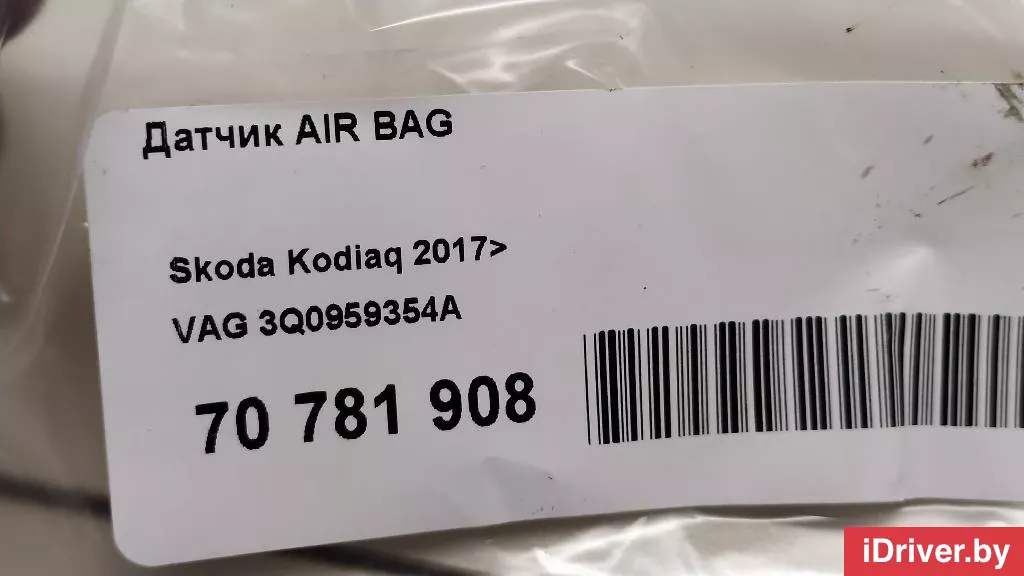 Датчик AIR BAG
Skoda Kodiaq 2017>
VAG 3Q0959354A
70 781 908
iDriver.by